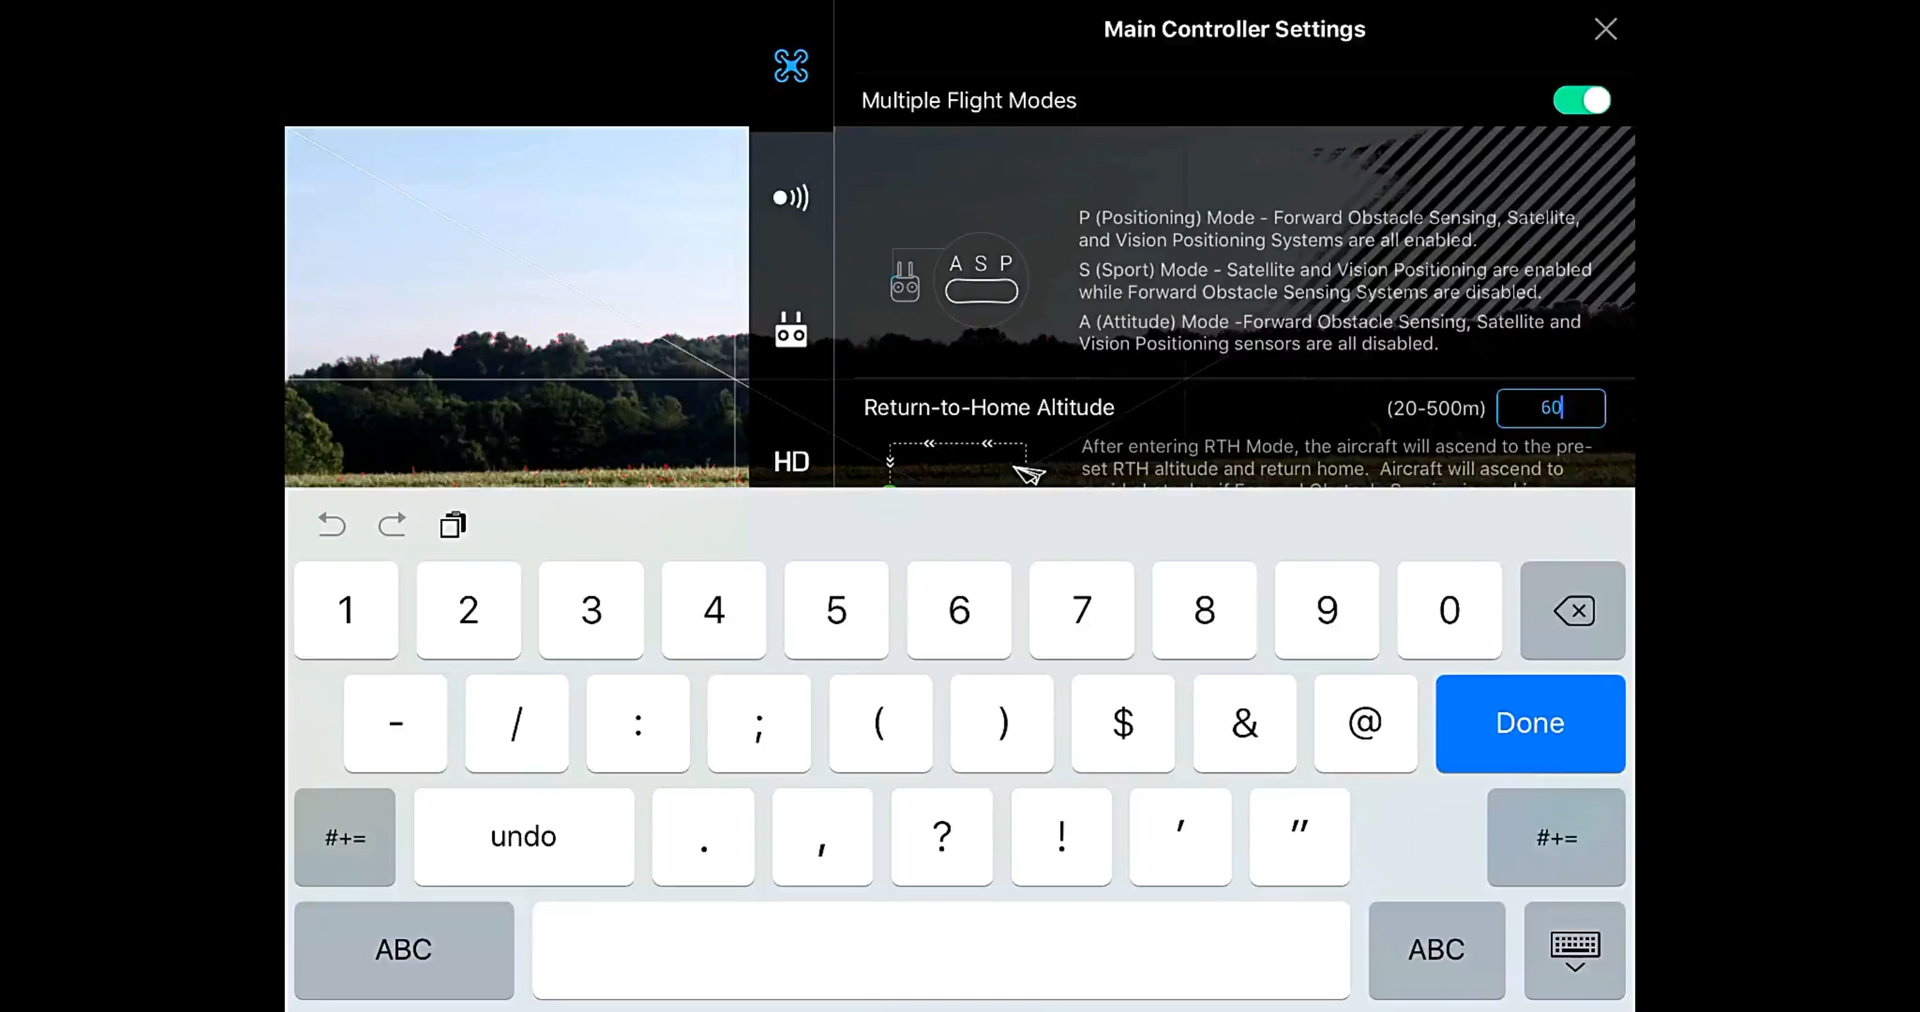 Main Controller Settings
Multiple Flight Modes
P (Positioning) Mode - Forward Obstacle Sensing, Satellite,
and Vision Positioning Systems are all enabled.
A S P
S (Sport) Mode - Satellite and Vision Positioning are enabled
while Forward Obstacle Sensing Systems are disabled.
A (Attitude) Mode -Forward Obstacle Sensing, Satellite and
Vision Positioning sensors are all disabled.
Return-to-Home Altitude
(20-500m)
60
After entering RTH Mode, the aircraft will ascend to the pre-
set RTH altitude and return home. Aircraft will ascend to
HD
1 2 3 4 5 6 7 8 9 0
- / : ; ( ) $ & @ Done
#+= undo . , ? ! ' " #+=
ABC ABC